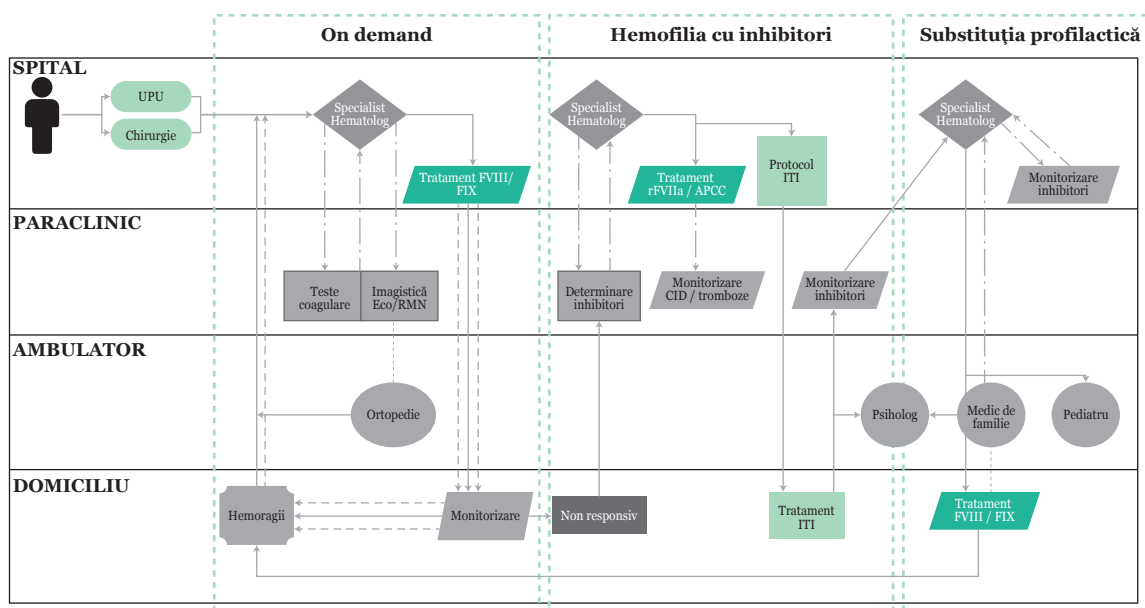 On demand
Hemofilia cu inhibitori
Substituția profilactică
SPITAL
UPU
Chirurgie
Specialist
Hematolog
Tratament FVIII/
FIX
Specialist
Hematolog
Tratament
rFVIIa / APCC
Protocol
ITI
Specialist
Hematolog
Monitorizare
inhibitori
PARACLINIC
Teste
coagulare
Imagistică
Eco/RMN
Determinare
inhibitori
Monitorizare
CID / tromboze
Monitorizare
inhibitori
AMBULATOR
Ortopedie
Psiholog
Medic de
familie
Pediatru
DOMICILIU
Hemoragii
Monitorizare
Non responsiv
Tratament
ITI
Tratament
FVIII / FIX